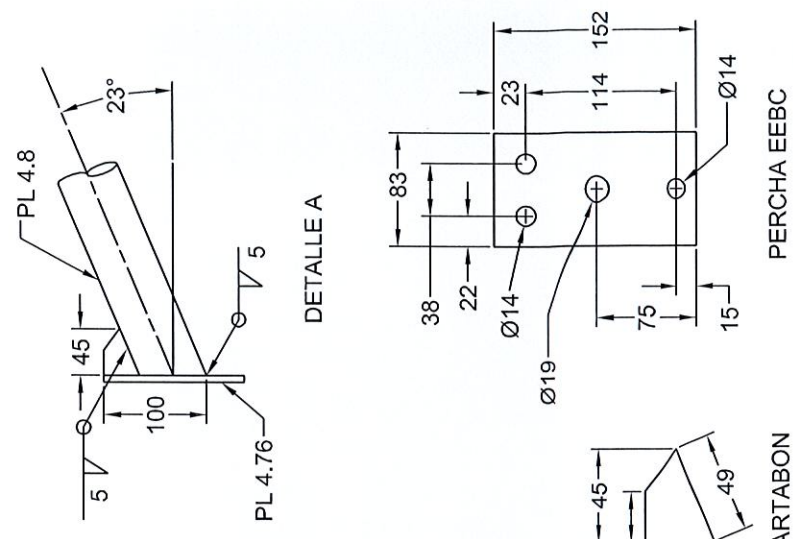 PL 4.8
23°
45
5
100
5
PL 4.76
DETALLE A
152
23
114
83
38
22
Ø14
Ø14
Ø19
75
15
PERCHA EEBC
45
49
ARTABON